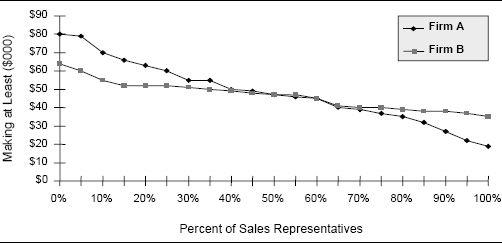 $90
$80
$70
$60
$50
$40
$30
$20
$10
$0
Making at Least ($000)
Firm A
Firm B
0% 10% 20% 30% 40% 50% 60% 70% 80% 90% 100%
Percent of Sales Representatives